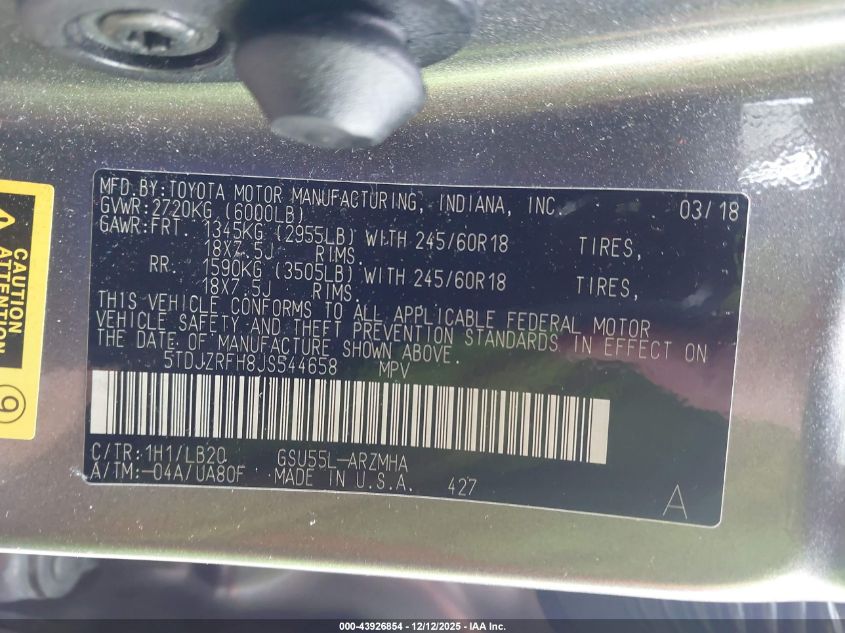 MFD.BY:TOYOTA MOTOR MANUFACTURING, INDIANA, INC. 03/18
GVWR:2720KG (6000LB)
GAWR:FRT. 1345KG (2955LB) WITH 245/60R18 TIRES,
18X7.5J RIMS.
RR. 1590KG (3505LB) WITH 245/60R18 TIRES,
18X7.5J RIMS.
THIS VEHICLE CONFORMS TO ALL APPLICABLE FEDERAL MOTOR
VEHICLE SAFETY AND THEFT PREVENTION STANDARDS IN EFFECT ON
THE DATE OF MANUFACTURE SHOWN ABOVE.
5TDJZRFH8JS544658 MPV
C/TR:1H1/LB20 GSU55L-ARZMHA
A/TM:-04A/UA80F MADE IN U.S.A. 427
A
ATTENTION
9
000-43926854 - 12/12/2025 - IAA Inc.